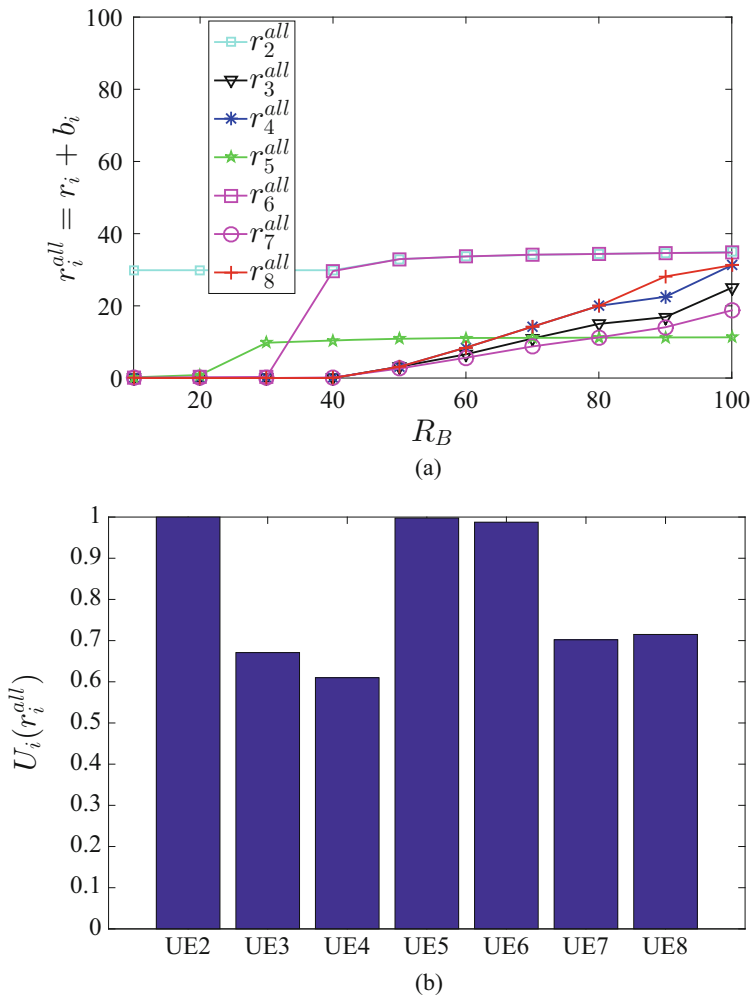 100
80
60
40
20
0
r_i^{all} = r_i + b_i
r_2^{all}
r_3^{all}
r_4^{all}
r_5^{all}
r_6^{all}
r_7^{all}
r_8^{all}
20 40 60 80 100
R_B
(a)
1
0.9
0.8
0.7
0.6
0.5
0.4
0.3
0.2
0.1
0
U_i(r_i^{all})
UE2 UE3 UE4 UE5 UE6 UE7 UE8
(b)